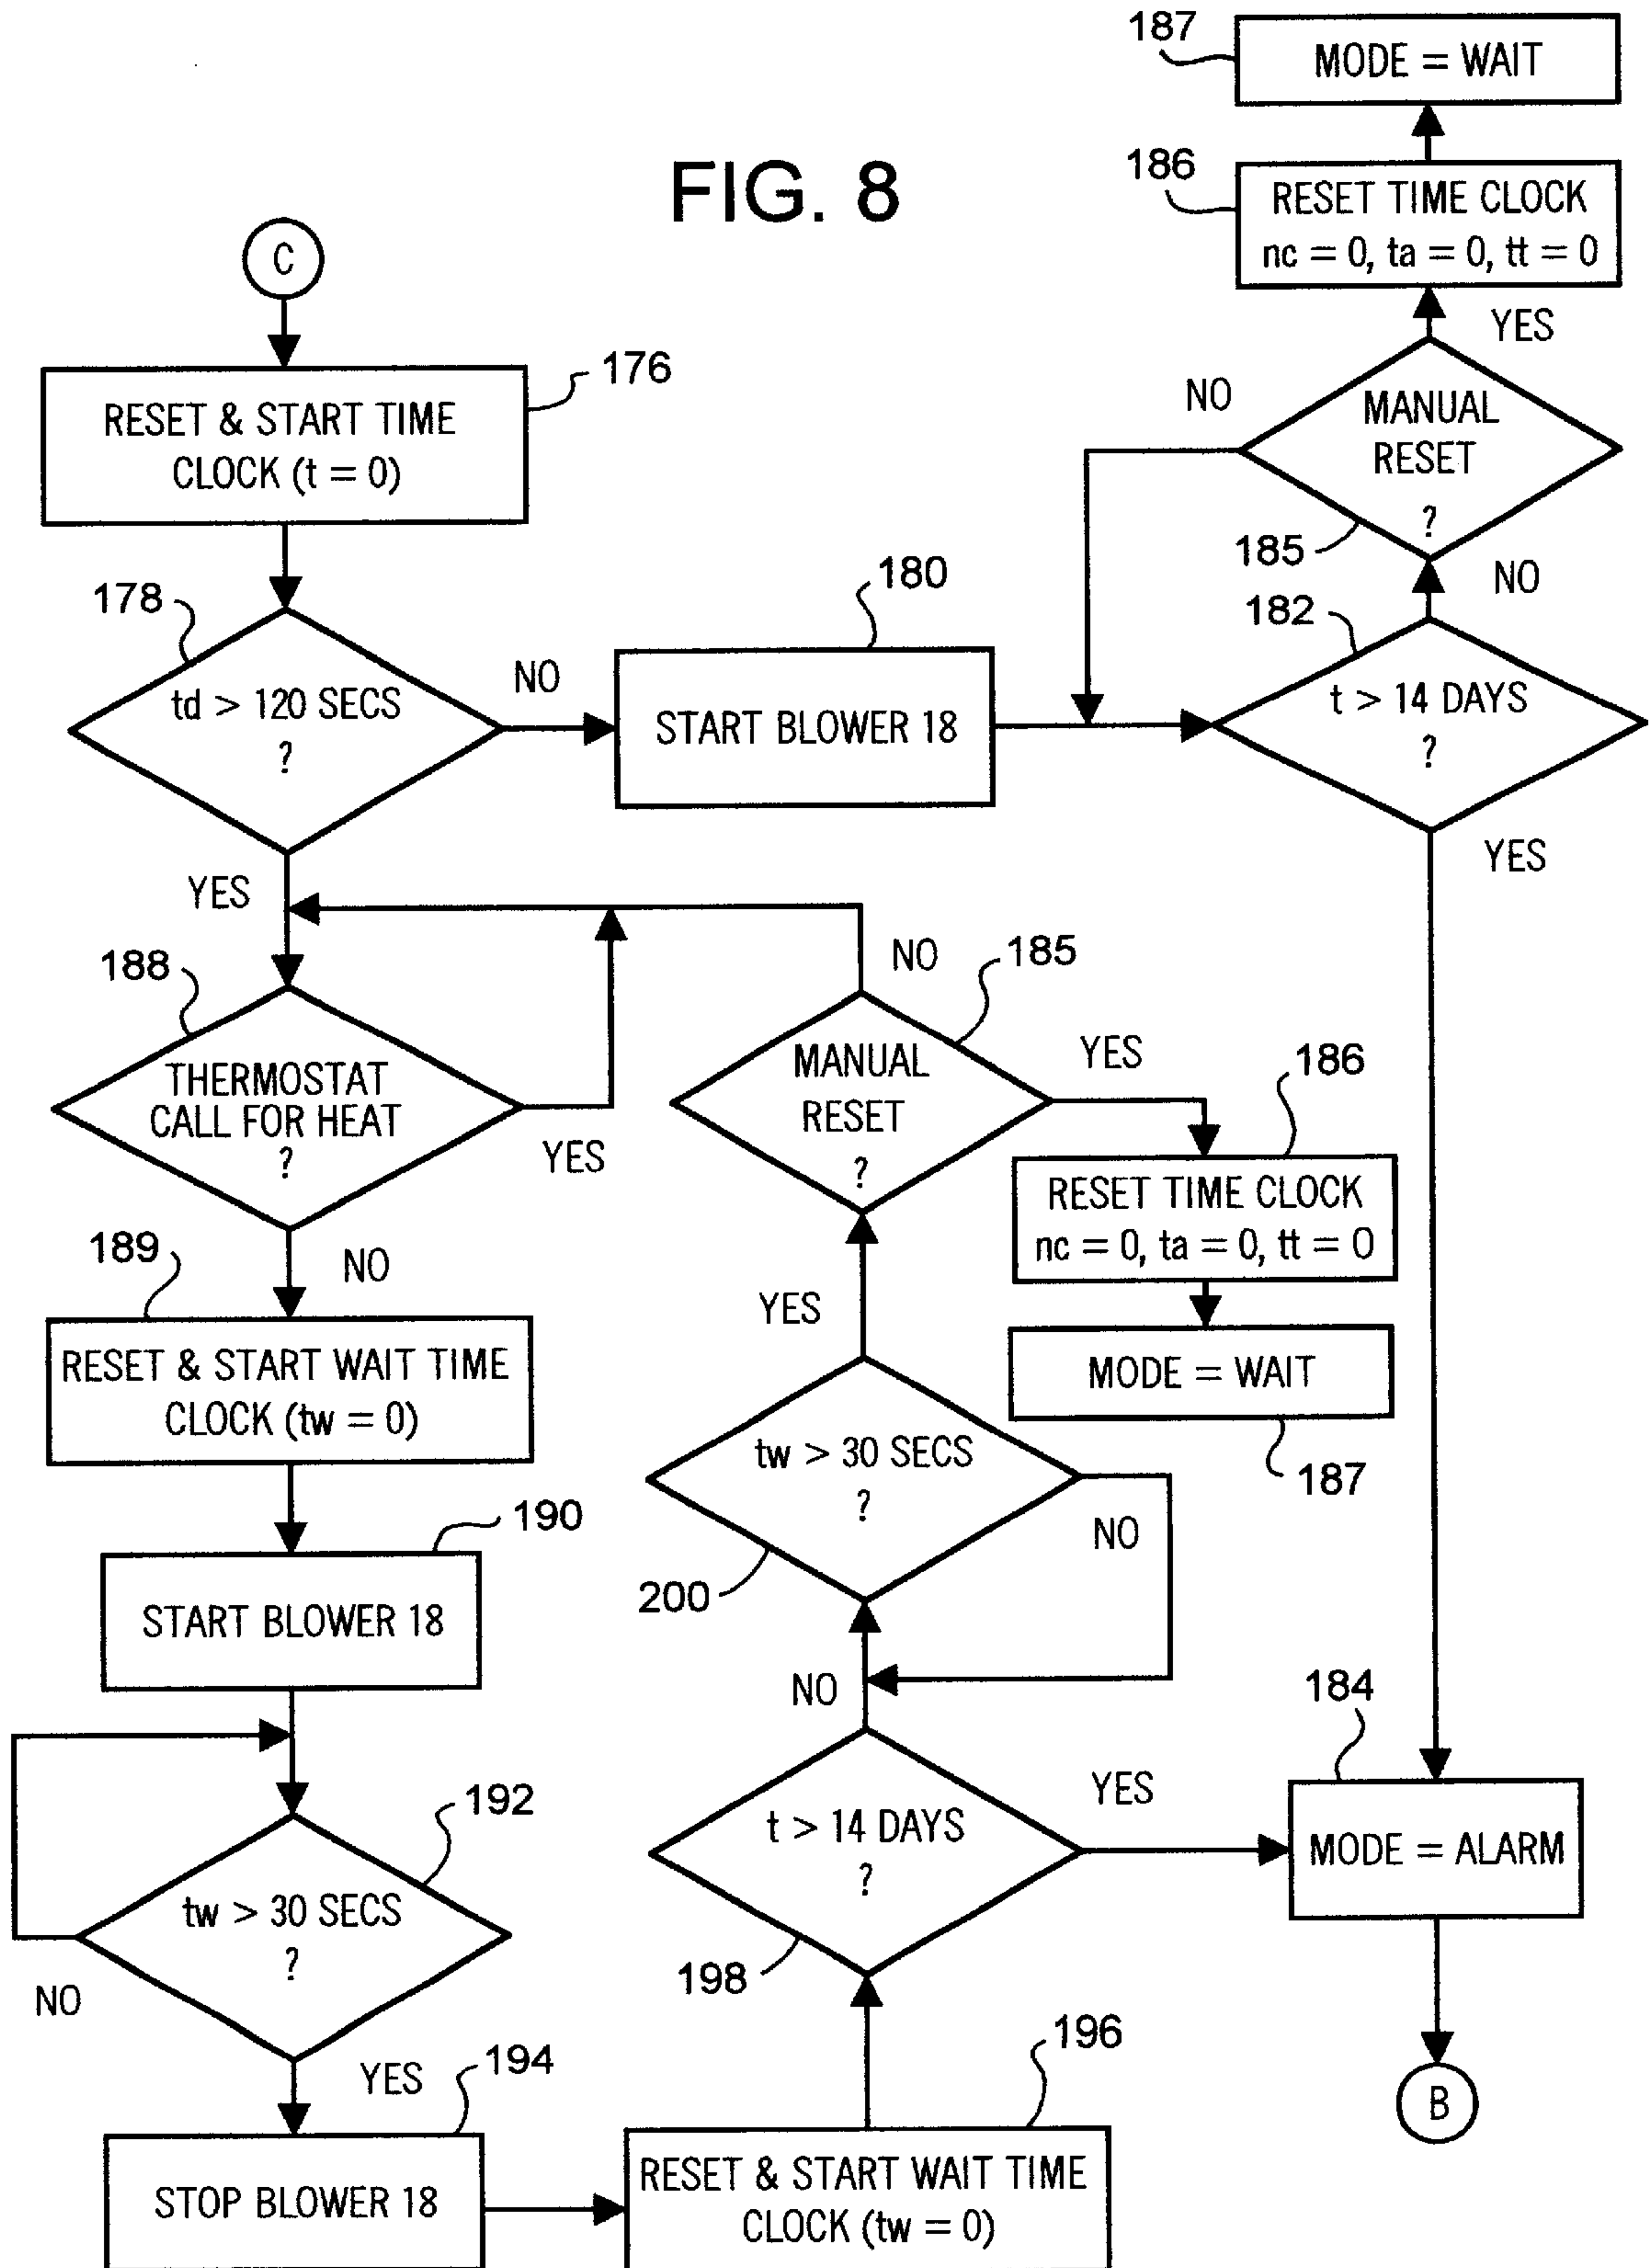 FIG. 8
187
MODE = WAIT
186
RESET TIME CLOCK
nc = 0, ta = 0, tt = 0
YES
NO
MANUAL
RESET
?
185
NO
182
t > 14 DAYS
?
YES
C
176
RESET & START TIME
CLOCK (t = 0)
178
td > 120 SECS
?
NO
180
START BLOWER 18
YES
188
THERMOSTAT
CALL FOR HEAT
?
YES
NO
189
RESET & START WAIT TIME
CLOCK (tw = 0)
190
START BLOWER 18
192
tw > 30 SECS
?
NO
YES
194
STOP BLOWER 18
196
RESET & START WAIT TIME
CLOCK (tw = 0)
198
t > 14 DAYS
?
YES
NO
200
tw > 30 SECS
?
NO
YES
185
MANUAL
RESET
?
NO
YES
186
RESET TIME CLOCK
nc = 0, ta = 0, tt = 0
MODE = WAIT
187
184
MODE = ALARM
B